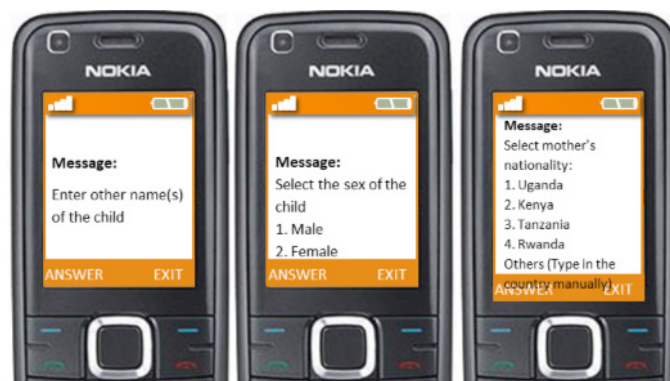 NOKIA
Message:
Enter other name(s)
of the child
ANSWER EXIT
NOKIA
Message:
Select the sex of the
child
1. Male
2. Female
ANSWER EXIT
NOKIA
Message:
Select mother's
nationality:
1. Uganda
2. Kenya
3. Tanzania
4. Rwanda
Others (Type in the
country manually)
ANSWER EXIT